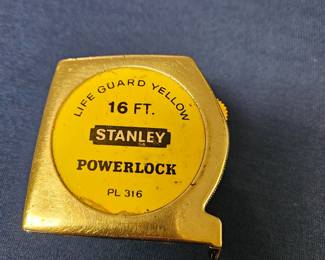 LIFE GUARD YELLOW
16 FT.
STANLEY
POWERLOCK
PL 316